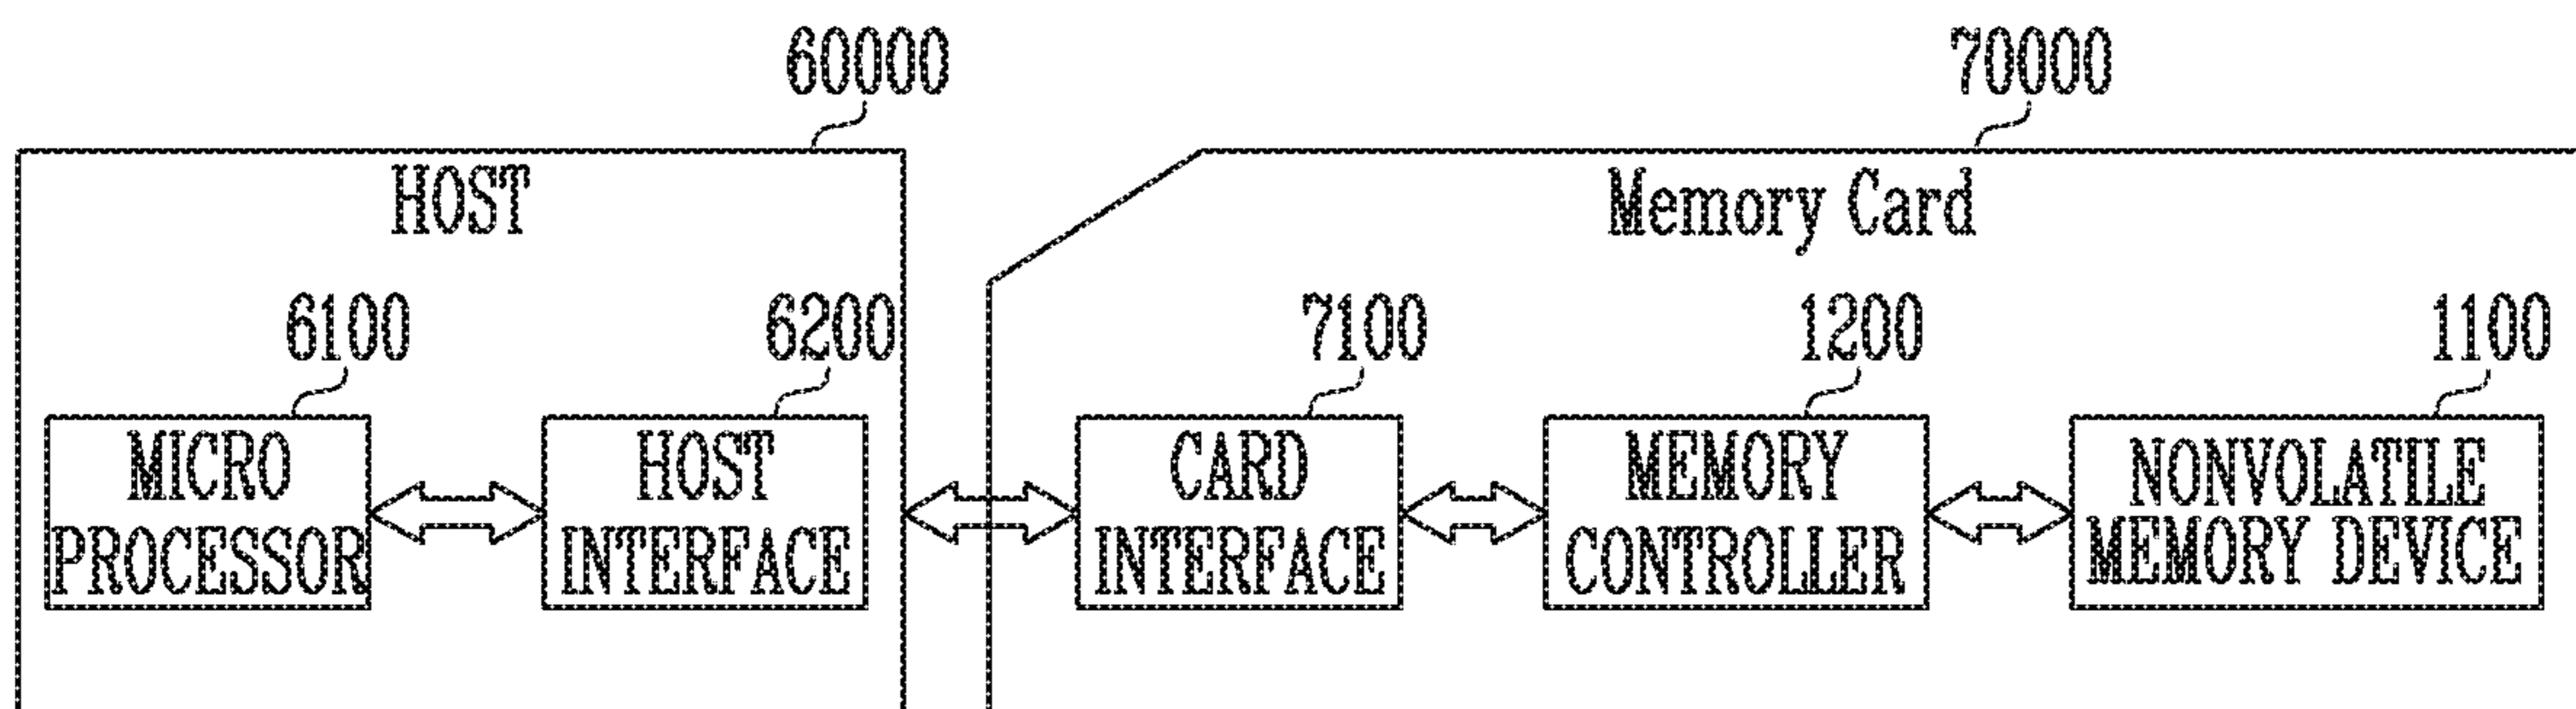 60000
70000
HOST
Memory Card
6100
6200
7100
1200
1100
MICRO
PROCESSOR
HOST
INTERFACE
CARD
INTERFACE
MEMORY
CONTROLLER
NONVOLATILE
MEMORY DEVICE